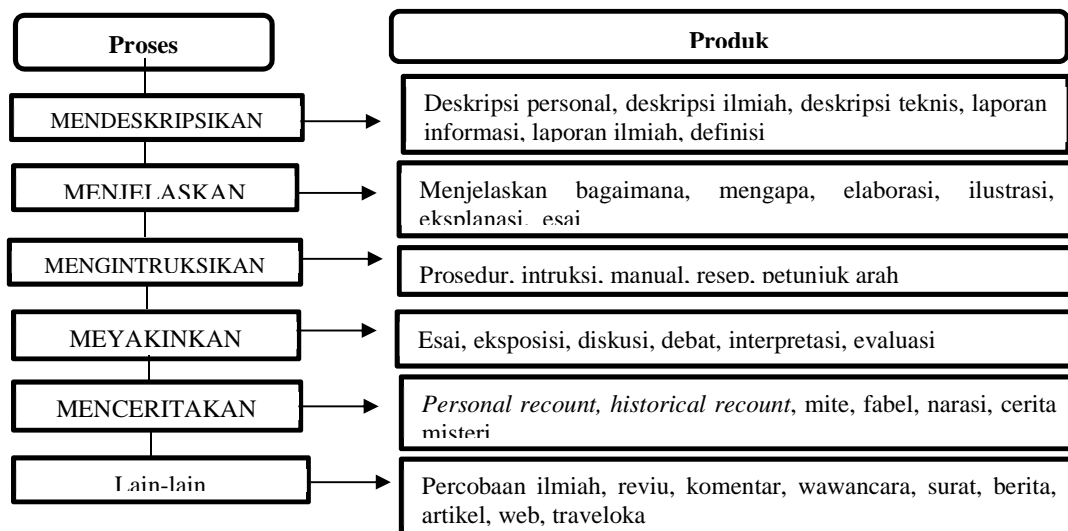 Proses
Produk
MENDESKRIPSIKAN
Deskripsi personal, deskripsi ilmiah, deskripsi teknis, laporan
informasi, laporan ilmiah, definisi
MENJELASKAN
Menjelaskan bagaimana, mengapa, elaborasi, ilustrasi,
eksplanasi, esai
MENGINTRUKSIKAN
Prosedur, intruksi, manual, resep, petunjuk arah
MEYAKINKAN
Esai, eksposisi, diskusi, debat, interpretasi, evaluasi
MENCERITAKAN
Personal recount, historical recount, mite, fabel, narasi, cerita
misteri
Lain-lain
Percobaan ilmiah, reviu, komentar, wawancara, surat, berita,
artikel, web, traveloka